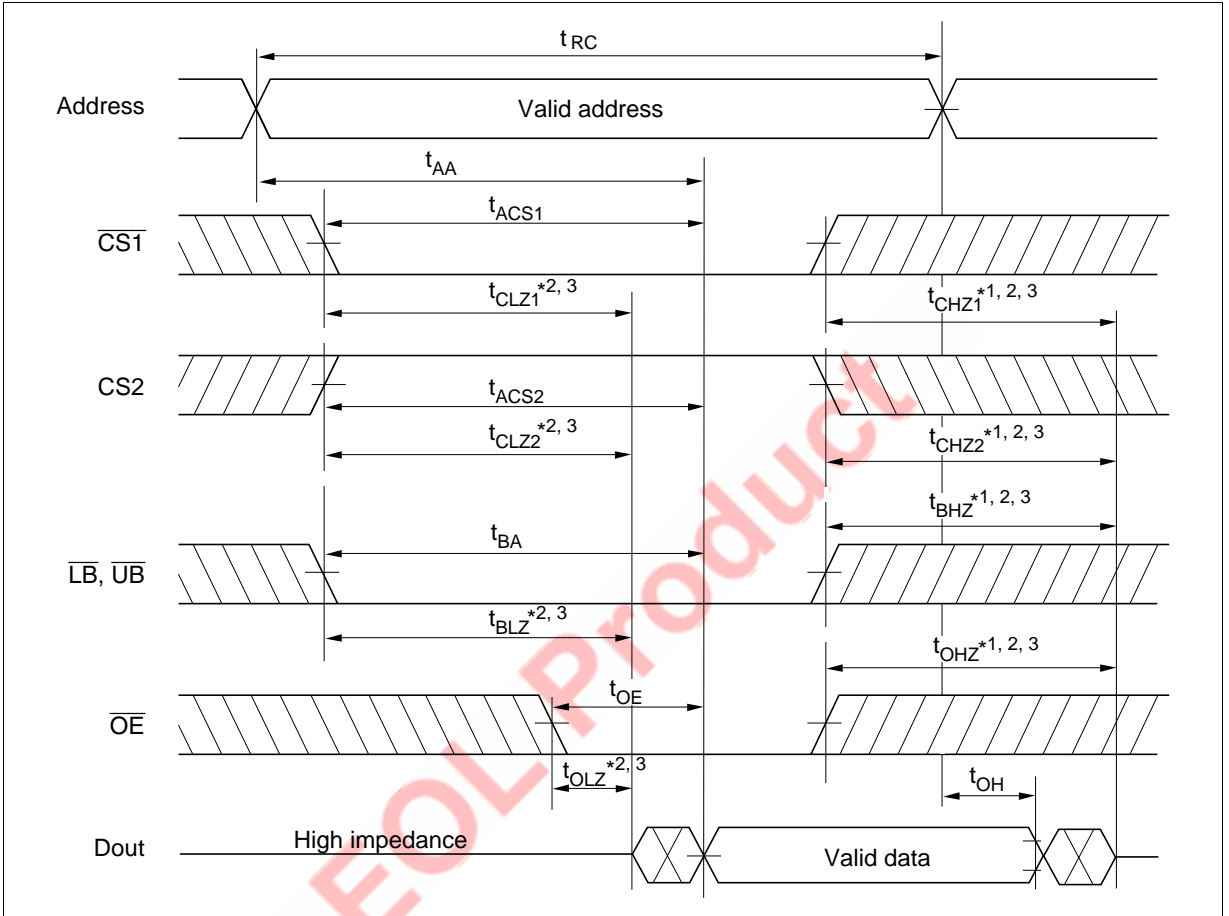 t RC
Address
Valid address
tAA
tACS1
CS1
tCLZ1*2, 3
tCHZ1*1, 2, 3
CS2
tACS2
tCLZ2*2, 3
tCHZ2*1, 2, 3
tBHZ*1, 2, 3
tBA
LB, UB
tBLZ*2, 3
tOHZ*1, 2, 3
tOE
OE
tOLZ*2, 3
tOH
Dout
High impedance
Valid data
EOL Product